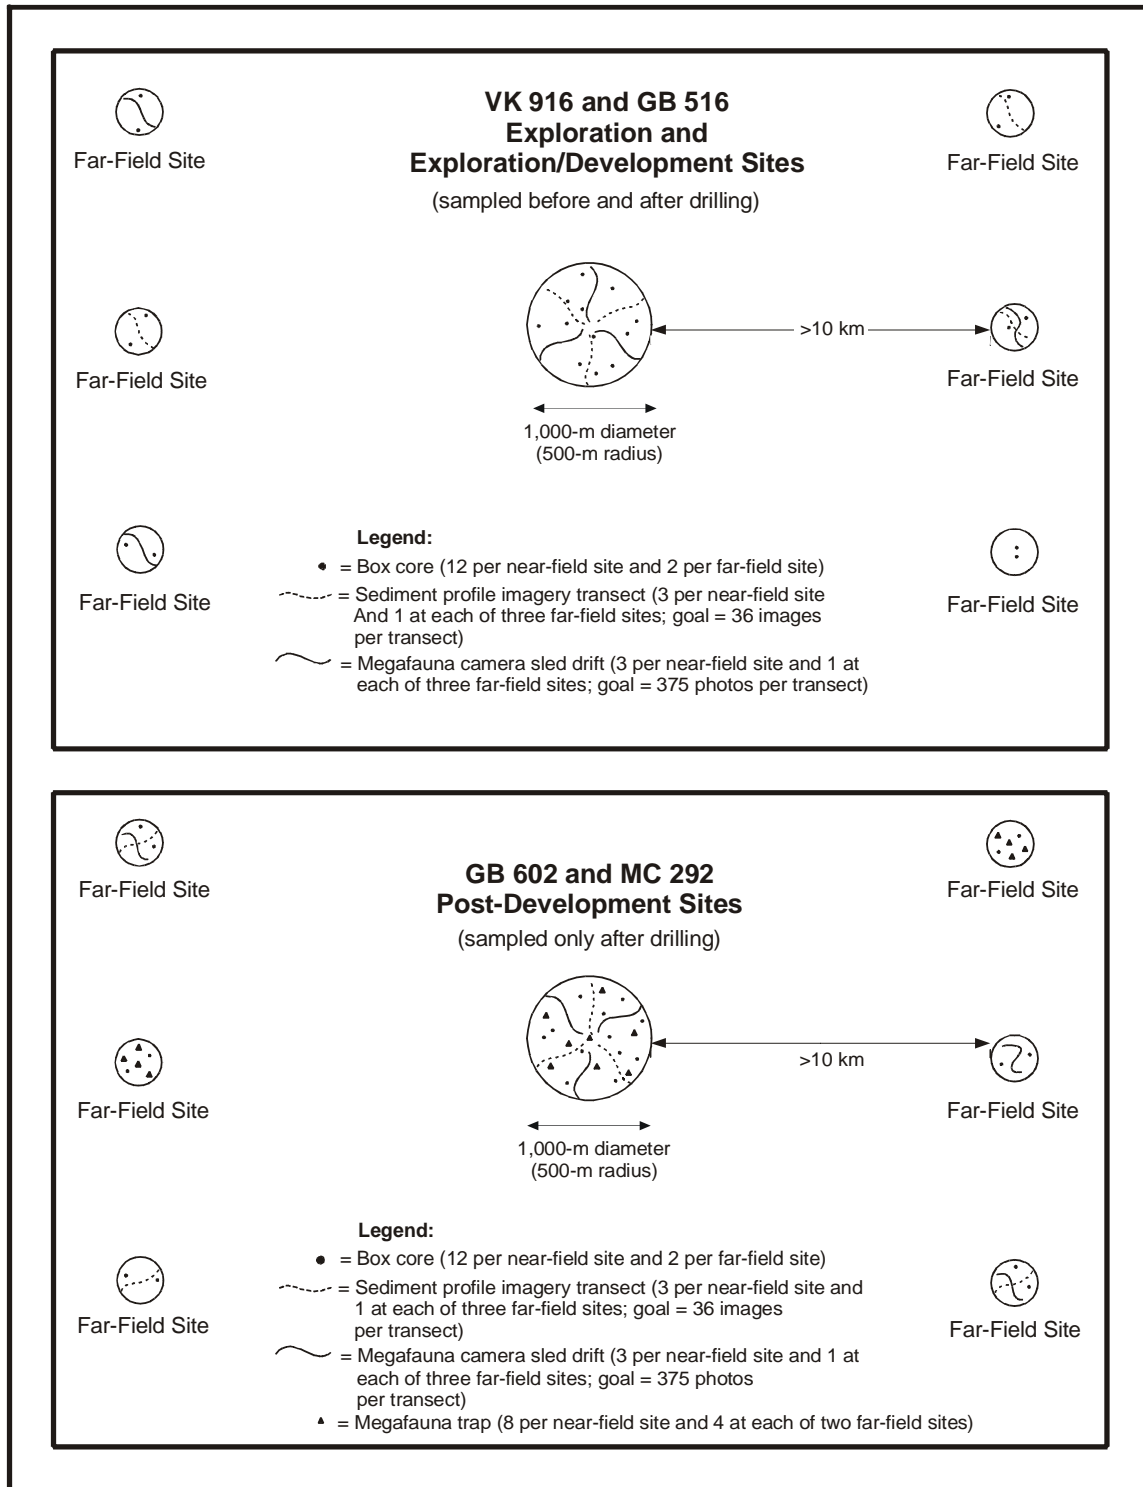 VK 916 and GB 516
Exploration and
Exploration/Development Sites
(sampled before and after drilling)
Far-Field Site
Far-Field Site
>10 km
Far-Field Site
Far-Field Site
1,000-m diameter
(500-m radius)
Legend:
= Box core (12 per near-field site and 2 per far-field site)
= Sediment profile imagery transect (3 per near-field site
And 1 at each of three far-field sites; goal = 36 images
per transect)
= Megafauna camera sled drift (3 per near-field site and 1 at
each of three far-field sites; goal = 375 photos per transect)
Far-Field Site
Far-Field Site
GB 602 and MC 292
Post-Development Sites
(sampled only after drilling)
Far-Field Site
Far-Field Site
>10 km
Far-Field Site
Far-Field Site
1,000-m diameter
(500-m radius)
Legend:
= Box core (12 per near-field site and 2 per far-field site)
= Sediment profile imagery transect (3 per near-field site and
1 at each of three far-field sites; goal = 36 images
per transect)
= Megafauna camera sled drift (3 per near-field site and 1 at
each of three far-field sites; goal = 375 photos
per transect)
= Megafauna trap (8 per near-field site and 4 at each of two far-field sites)
Far-Field Site
Far-Field Site